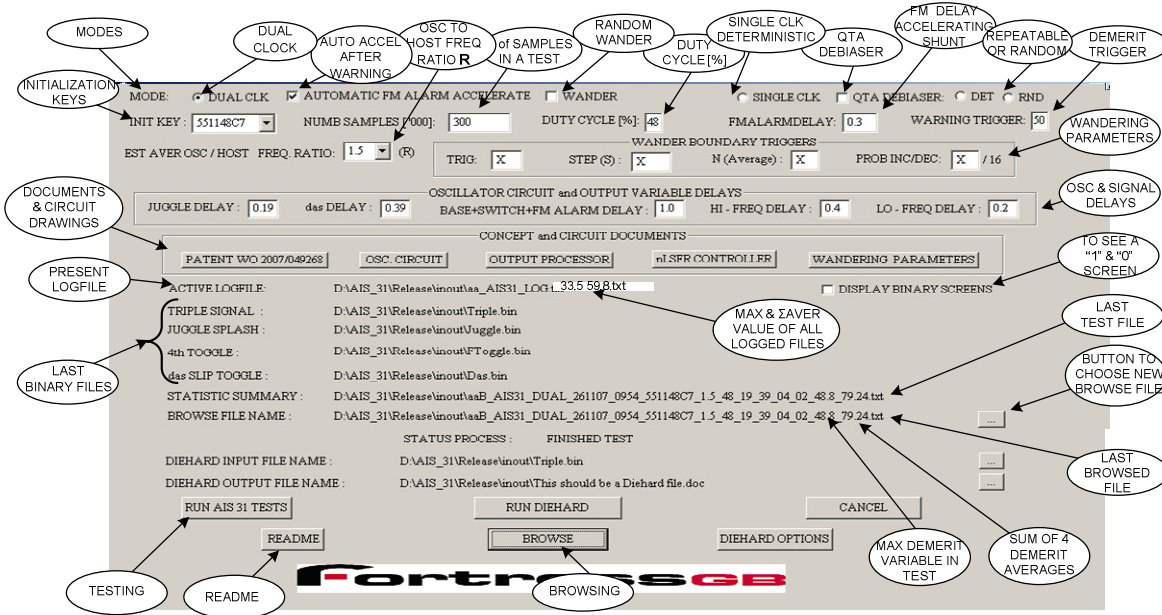 MODES
DUAL
CLOCK
AUTO ACCEL
AFTER
WARNING
OSC TO
HOST FREQ
RATIO R
of SAMPLES
IN A TEST
RANDOM
WANDER
DUTY
CYCLE [%]
SINGLE CLK
DETERMINISTIC
QTA
DEBIASER
FM DELAY
ACCELERATING
SHUNT
REPEATABLE
OR RANDOM
DEMERIT
TRIGGER
INITIALIZATION
KEYS
MODE: DUAL CLK AUTOMATIC FM ALARM ACCELERATE WANDER SINGLE CLK QTA DEBIASER: DET RND
INIT KEY : 551148C7 NUMB SAMPLES ['000]: 300 DUTY CYCLE [%]: 48 FMALARMDELAY: 0.3 WARNING TRIGGER: 50
WANDERING
PARAMETERS
EST AVER OSC / HOST FREQ. RATIO: 1.5 (R)
WANDER BOUNDARY TRIGGERS
TRIG: X STEP (S) : X N (Average) : X PROB INC/DEC: X / 16
DOCUMENTS
& CIRCUIT
DRAWINGS
OSCILLATOR CIRCUIT and OUTPUT VARIABLE DELAYS
JUGGLE DELAY : 0.19 das DELAY : 0.39 BASE+SWITCH+FM ALARM DELAY : 1.0 HI - FREQ DELAY : 0.4 LO - FREQ DELAY : 0.2
OSC & SIGNAL
DELAYS
CONCEPT and CIRCUIT DOCUMENTS
PATENT WO 2007/049268 OSC. CIRCUIT OUTPUT PROCESSOR nLSFR CONTROLLER WANDERING PARAMETERS
TO SEE A
"1" & "0"
SCREEN
PRESENT
LOGFILE
ACTIVE LOGFILE: D:\AIS_31\Release\inout\aa_AIS31_LOG.t 33.5 59.8.txt DISPLAY BINARY SCREENS
TRIPLE SIGNAL : D:\AIS_31\Release\inout\Triple.bin
JUGGLE SPLASH : D:\AIS_31\Release\inout\Juggle.bin
4th TOGGLE : D:\AIS_31\Release\inout\FToggle.bin
das SLIP TOGGLE : D:\AIS_31\Release\inout\Das.bin
MAX & ΣAVER
VALUE OF ALL
LOGGED FILES
LAST
TEST FILE
LAST
BINARY FILES
BUTTON TO
CHOOSE NEW
BROWSE FILE
STATISTIC SUMMARY : D:\AIS_31\Release\inout\aaB_AIS31_DUAL_261107_0954_551148C7_1.5_48_19_39_04_02_48.8_79.24.txt
BROWSE FILE NAME : D:\AIS_31\Release\inout\aaB_AIS31_DUAL_261107_0954_551148C7_1.5_48_19_39_04_02_48.8_79.24.txt ...
STATUS PROCESS : FINISHED TEST
DIEHARD INPUT FILE NAME : D:\AIS_31\Release\inout\Triple.bin ...
DIEHARD OUTPUT FILE NAME : D:\AIS_31\Release\inout\This should be a Diehard file.doc ...
LAST
BROWSED
FILE
RUN AIS 31 TESTS RUN DIEHARD CANCEL
README BROWSE DIEHARD OPTIONS
MAX DEMERIT
VARIABLE IN
TEST
SUM OF 4
DEMERIT
AVERAGES
TESTING
README
BROWSING
FortressGB